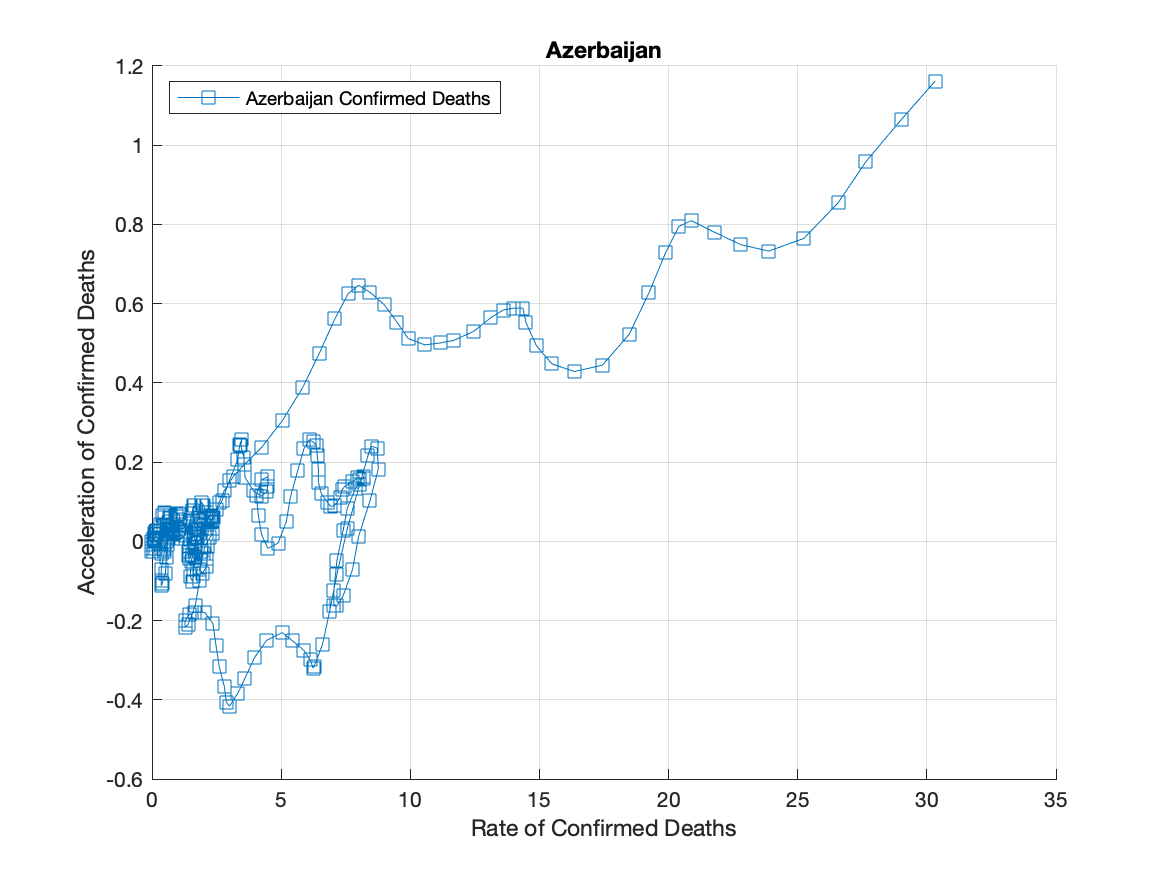 Azerbaijan
Azerbaijan Confirmed Deaths
Acceleration of Confirmed Deaths
1.2
1
0.8
0.6
0.4
0.2
0
-0.2
-0.4
-0.6
0 5 10 15 20 25 30 35
Rate of Confirmed Deaths